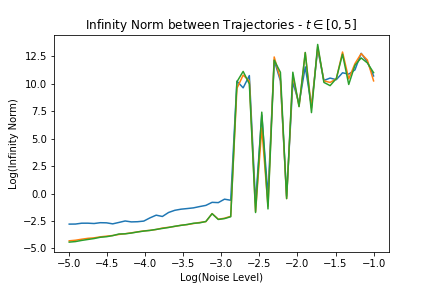 Infinity Norm between Trajectories - t ∈ [0, 5]
Log(Infinity Norm)
12.5
10.0
7.5
5.0
2.5
0.0
−2.5
−5.0
−5.0 −4.5 −4.0 −3.5 −3.0 −2.5 −2.0 −1.5 −1.0
Log(Noise Level)